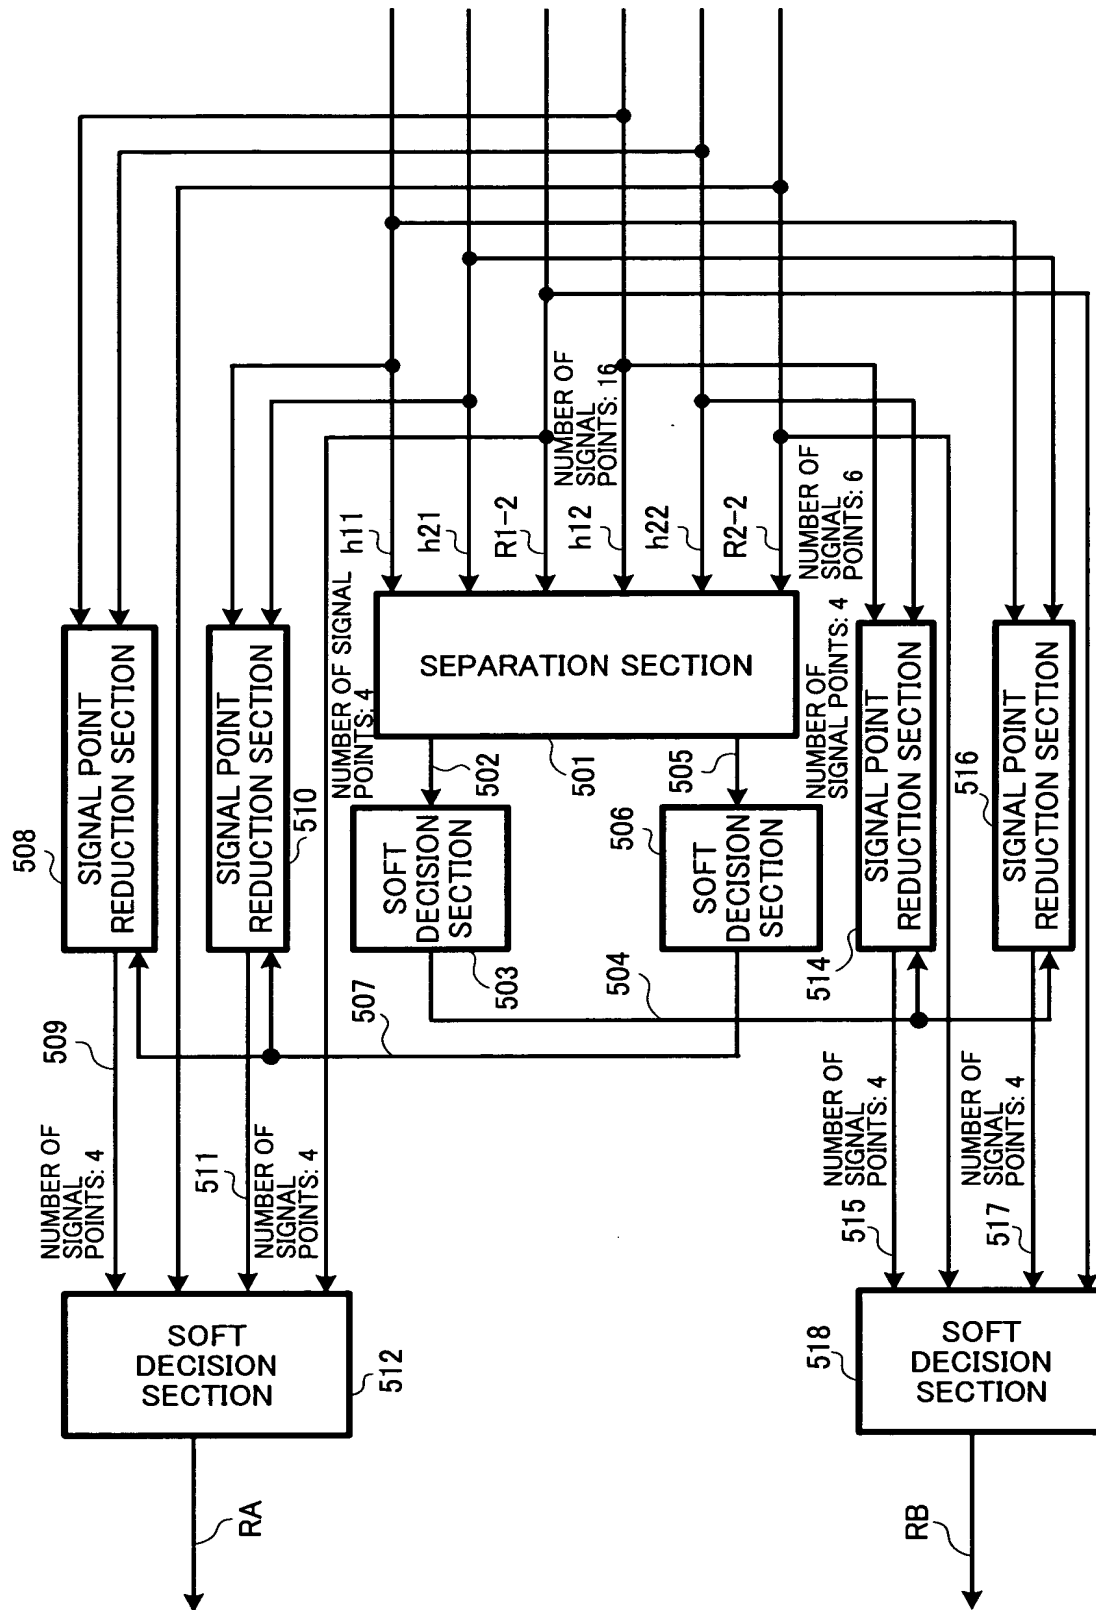 h11
h21
R1-2
NUMBER OF
SIGNAL
POINTS: 16
h12
h22
R2-2
NUMBER OF
SIGNAL
POINTS: 6
SEPARATION SECTION
501
NUMBER OF SIGNAL
POINTS: 4
502
NUMBER OF
SIGNAL POINTS: 4
505
SOFT
DECISION
SECTION
503
504
SOFT
DECISION
SECTION
506
507
SIGNAL POINT
REDUCTION SECTION
508
SIGNAL POINT
REDUCTION SECTION
510
SIGNAL POINT
REDUCTION SECTION
514
SIGNAL POINT
REDUCTION SECTION
516
509
NUMBER OF
SIGNAL
POINTS: 4
511
NUMBER OF
SIGNAL
POINTS: 4
NUMBER OF
SIGNAL
POINTS: 4
515
NUMBER OF
SIGNAL
POINTS: 4
517
SOFT
DECISION
SECTION
512
SOFT
DECISION
SECTION
518
RA
RB